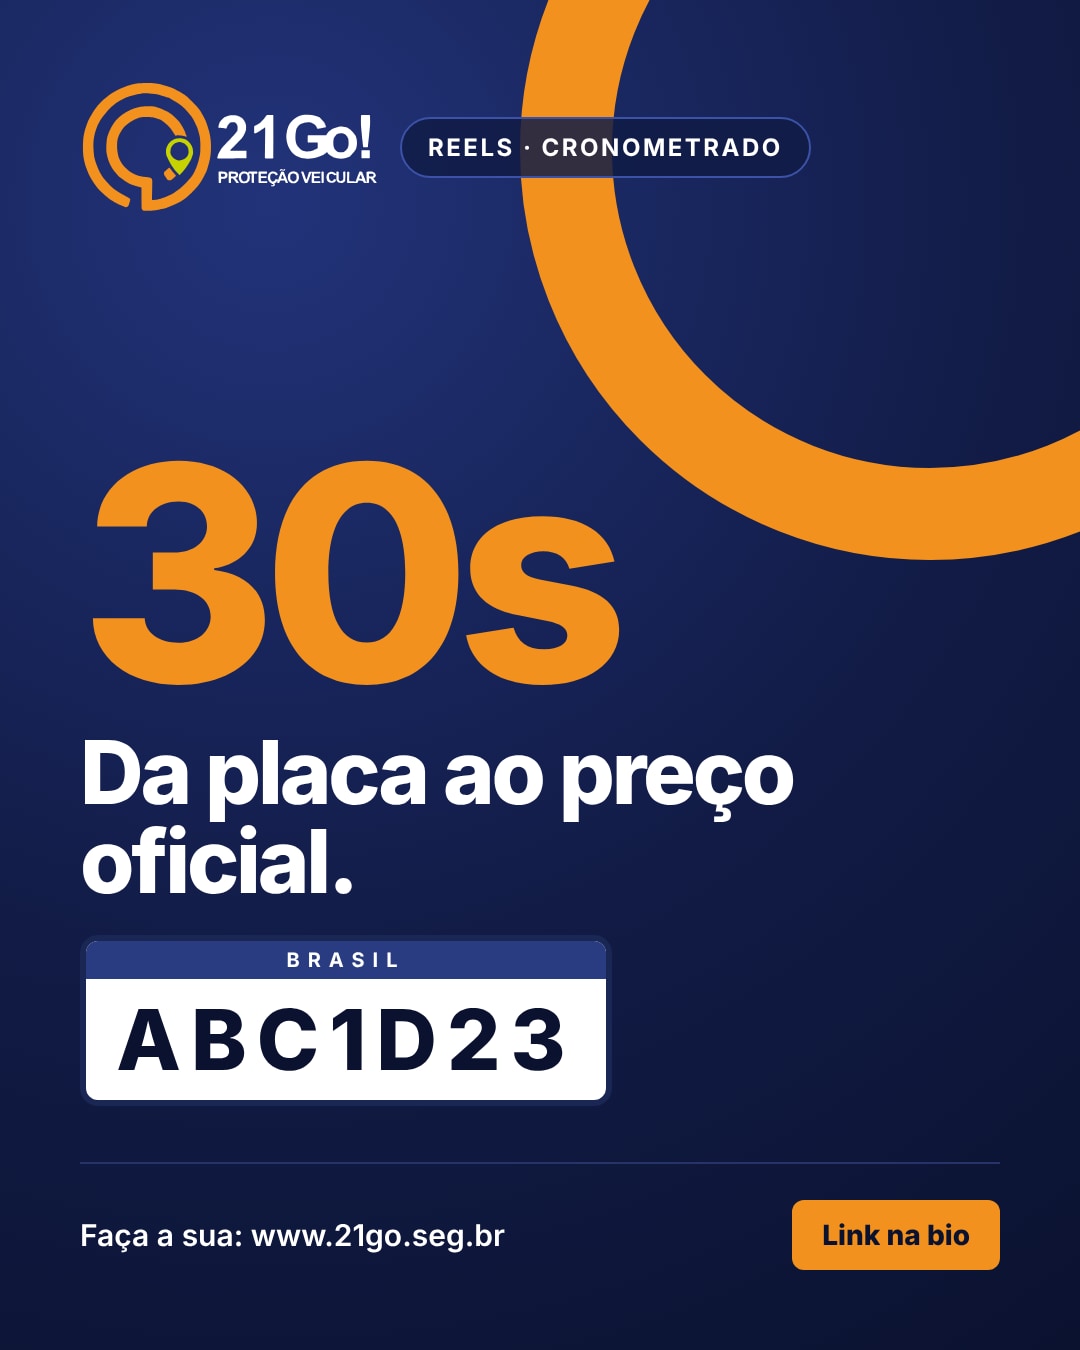 21Go!
PROTEÇÃO VEICULAR
REELS · CRONOMETRADO
30s
Da placa ao preço
oficial.
BRASIL
ABC1D23
Faça a sua: www.21go.seg.br
Link na bio